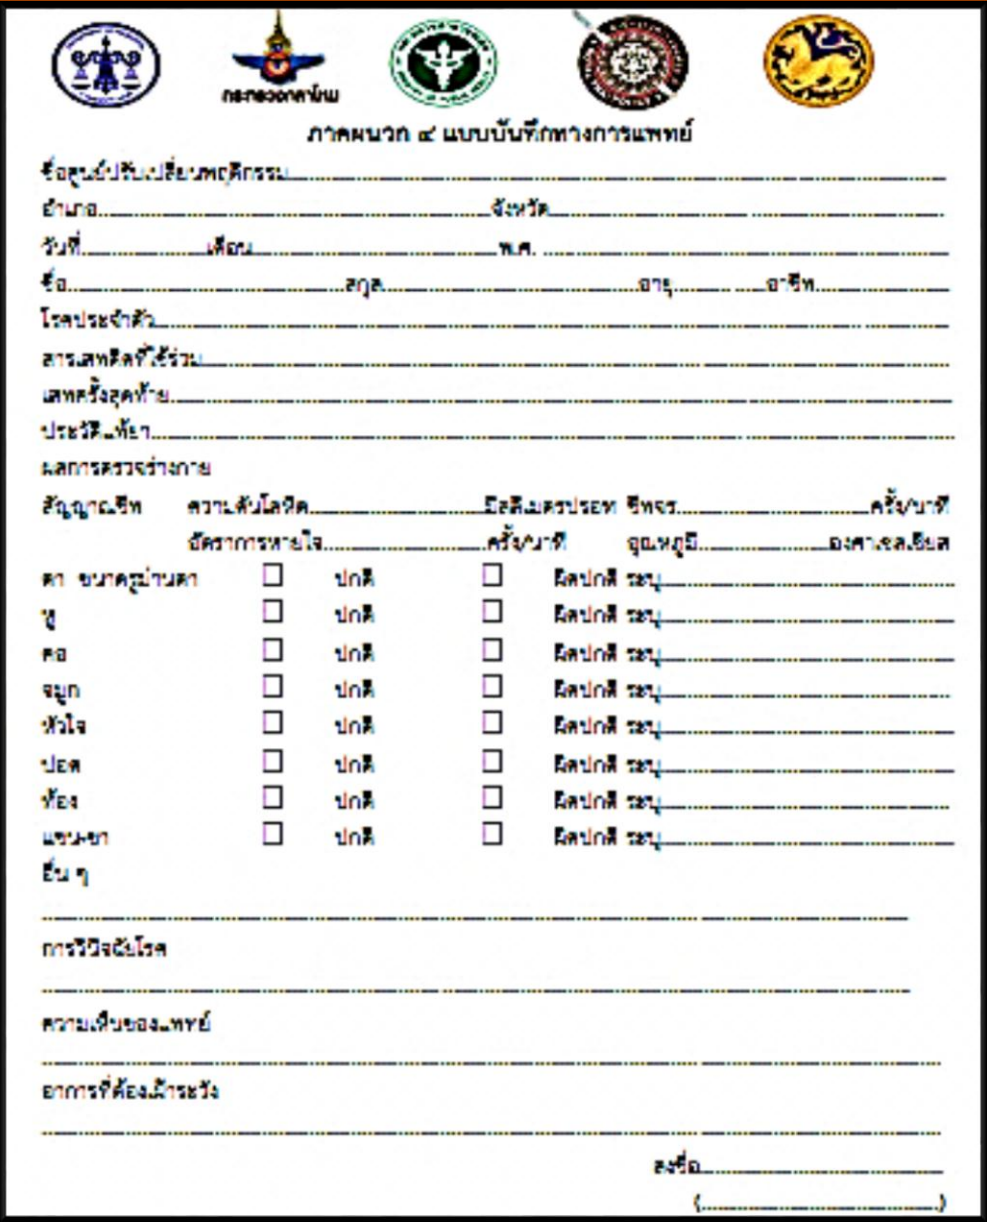 กระทรวงกลาโหม
ภาคผนวก ๔ แบบบันทึกทางการแพทย์
ชื่อศูนย์ปรับเปลี่ยนพฤติกรรม
อำเภอ จังหวัด
วันที่ เดือน พ.ศ.
ชื่อ สกุล อายุ อาชีพ
โรคประจำตัว
สารเสพติดที่ใช้ร่วม
เสพครั้งสุดท้าย
ประวัติแพ้ยา
ผลการตรวจร่างกาย
สัญญาณชีพ ความดันโลหิต มิลลิเมตรปรอท ชีพจร ครั้ง/นาที
อัตราการหายใจ ครั้ง/นาที อุณหภูมิ องศาเซลเซียส
ตา ขนาดรูม่านตา ☐ ปกติ ☐ ผิดปกติ ระบุ
หู ☐ ปกติ ☐ ผิดปกติ ระบุ
คอ ☐ ปกติ ☐ ผิดปกติ ระบุ
จมูก ☐ ปกติ ☐ ผิดปกติ ระบุ
หัวใจ ☐ ปกติ ☐ ผิดปกติ ระบุ
ปอด ☐ ปกติ ☐ ผิดปกติ ระบุ
ท้อง ☐ ปกติ ☐ ผิดปกติ ระบุ
แขน-ขา ☐ ปกติ ☐ ผิดปกติ ระบุ
อื่น ๆ
การวินิจฉัยโรค
ความเห็นของแพทย์
อาการที่ต้องเฝ้าระวัง
ลงชื่อ
( )